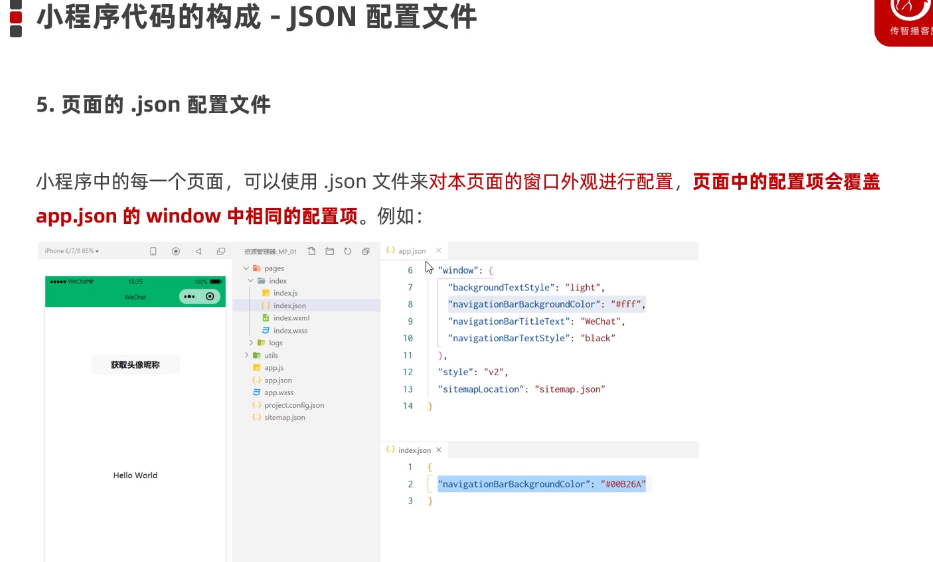 小程序代码的构成 - JSON 配置文件
传智播客
5. 页面的 .json 配置文件
小程序中的每一个页面，可以使用 .json 文件来对本页面的窗口外观进行配置，页面中的配置项会覆盖
app.json 的 window 中相同的配置项。例如：
iPhone 6/7/8 85%
资源管理器: MP_01
app.json
WeChat
16:35
100%
WeChat
获取头像昵称
Hello World
pages
index
index.js
index.json
index.wxml
index.wxss
logs
utils
app.js
app.json
app.wxss
project.config.json
sitemap.json
6 "window": {
7 "backgroundTextStyle": "light",
8 "navigationBarBackgroundColor": "#fff",
9 "navigationBarTitleText": "WeChat",
10 "navigationBarTextStyle": "black"
11 },
12 "style": "v2",
13 "sitemapLocation": "sitemap.json"
14 }
index.json
1 {
2 "navigationBarBackgroundColor": "#00B26A"
3 }